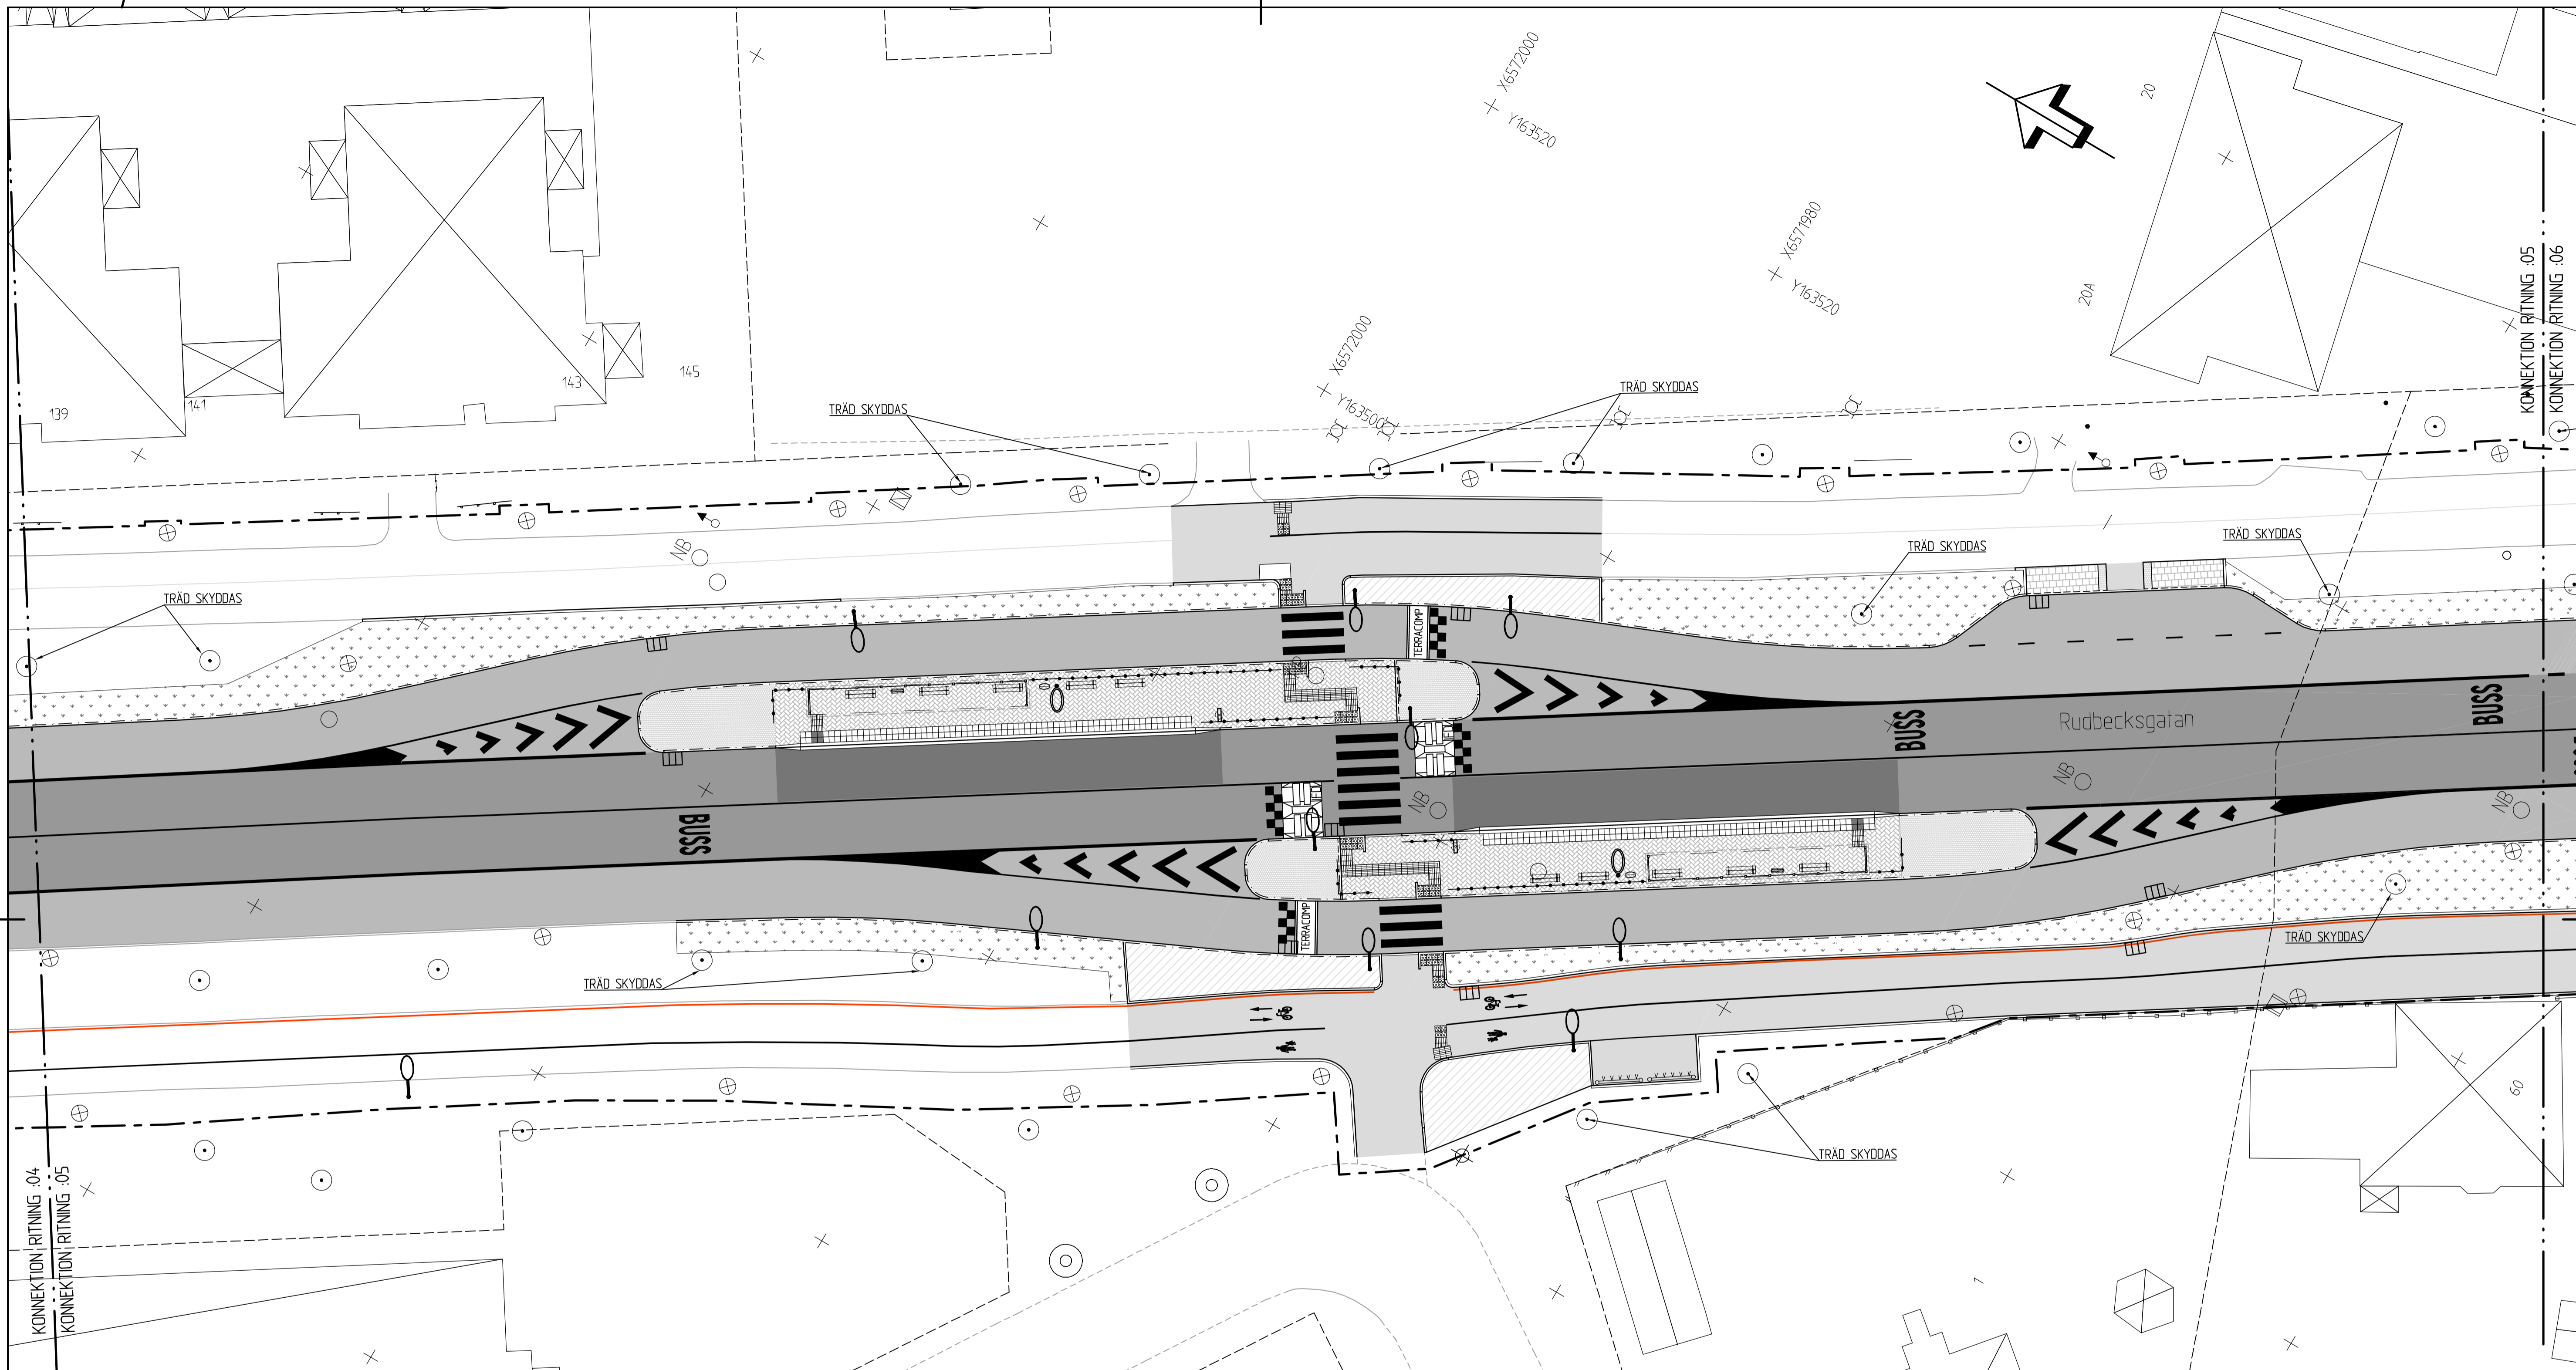 X6572000
Y163520
20
X6571980
Y163520
20A
KONNEKTION RITNING :05
KONNEKTION RITNING :06
X6572000
Y163500
139
141
143
145
TRÄD SKYDDAS
TRÄD SKYDDAS
TRÄD SKYDDAS
TRÄD SKYDDAS
TRÄD SKYDDAS
NB
TERRACOMP
BUSS
Rudbecksgatan
BUSS
NB
NB
NB
BUSS
TERRACOMP
TRÄD SKYDDAS
TRÄD SKYDDAS
TRÄD SKYDDAS
60
1
KONNEKTION RITNING :04
KONNEKTION RITNING :05